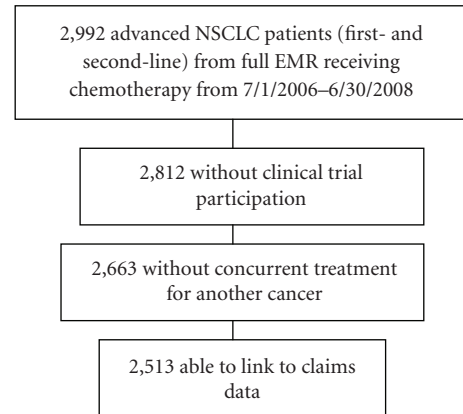 2,992 advanced NSCLC patients (first- and
second-line) from full EMR receiving
chemotherapy from 7/1/2006–6/30/2008
2,812 without clinical trial
participation
2,663 without concurrent treatment
for another cancer
2,513 able to link to claims
data